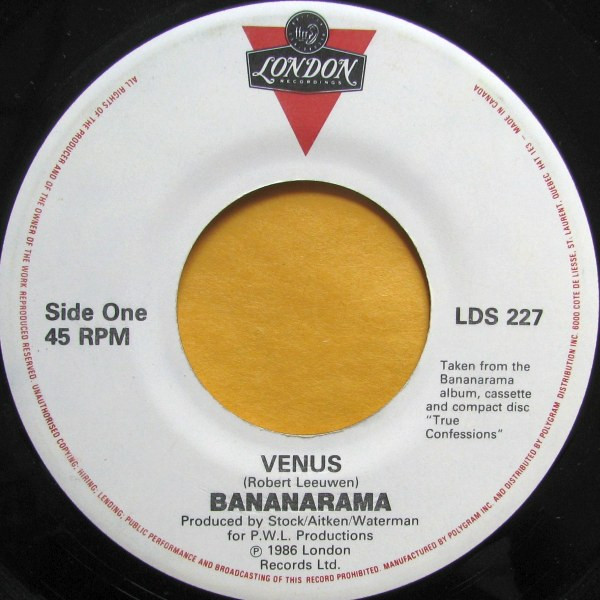 LONDON
RECORDINGS
Side One
45 RPM
LDS 227
Taken from the
Bananarama
album, cassette
and compact disc
"True
Confessions"
VENUS
(Robert Leeuwen)
BANANARAMA
Produced by Stock/Aitken/Waterman
for P.W.L. Productions
℗ 1986 London
Records Ltd.
ALL RIGHTS OF THE PRODUCER AND OF THE OWNER OF THE WORK REPRODUCED RESERVED. UNAUTHORISED COPYING, HIRING, LENDING, PUBLIC PERFORMANCE AND BROADCASTING OF THIS RECORD PROHIBITED. MANUFACTURED BY POLYGRAM INC. AND DISTRIBUTED BY POLYGRAM DISTRIBUTION INC. 6000 COTE DE LIESSE, ST. LAURENT, QUEBEC H4T 1E3 – MADE IN CANADA